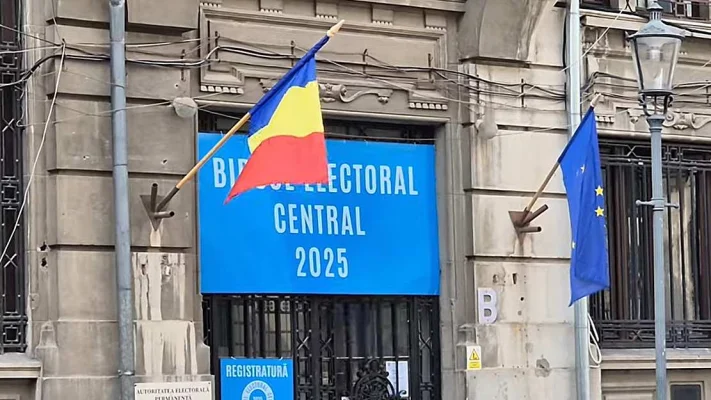 ELECTORAL
CENTRAL
2025
B
REGISTRATURĂ
AUTORITATEA ELECTORALĂ
PERMANENTĂ